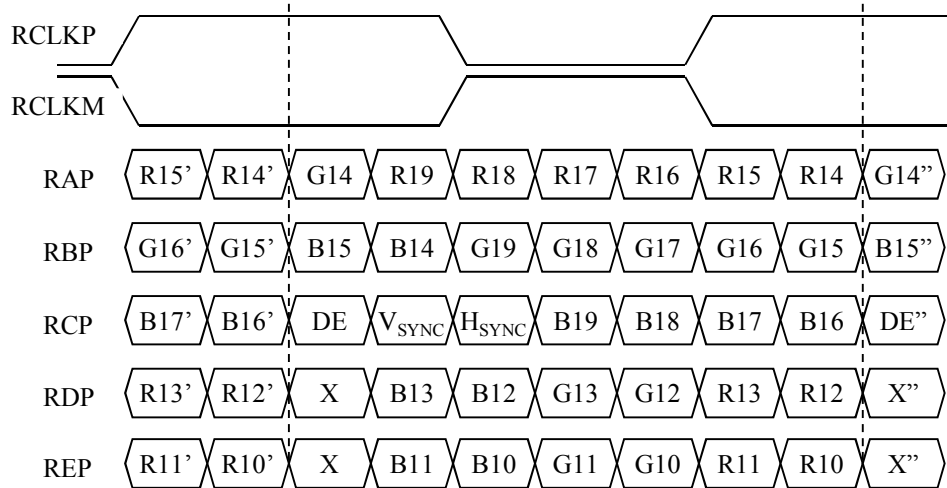 RCLKP
RCLKM
RAP R15’ R14’ G14 R19 R18 R17 R16 R15 R14 G14”
RBP G16’ G15’ B15 B14 G19 G18 G17 G16 G15 B15”
RCP B17’ B16’ DE VSYNC HSYNC B19 B18 B17 B16 DE”
RDP R13’ R12’ X B13 B12 G13 G12 R13 R12 X”
REP R11’ R10’ X B11 B10 G11 G10 R11 R10 X”